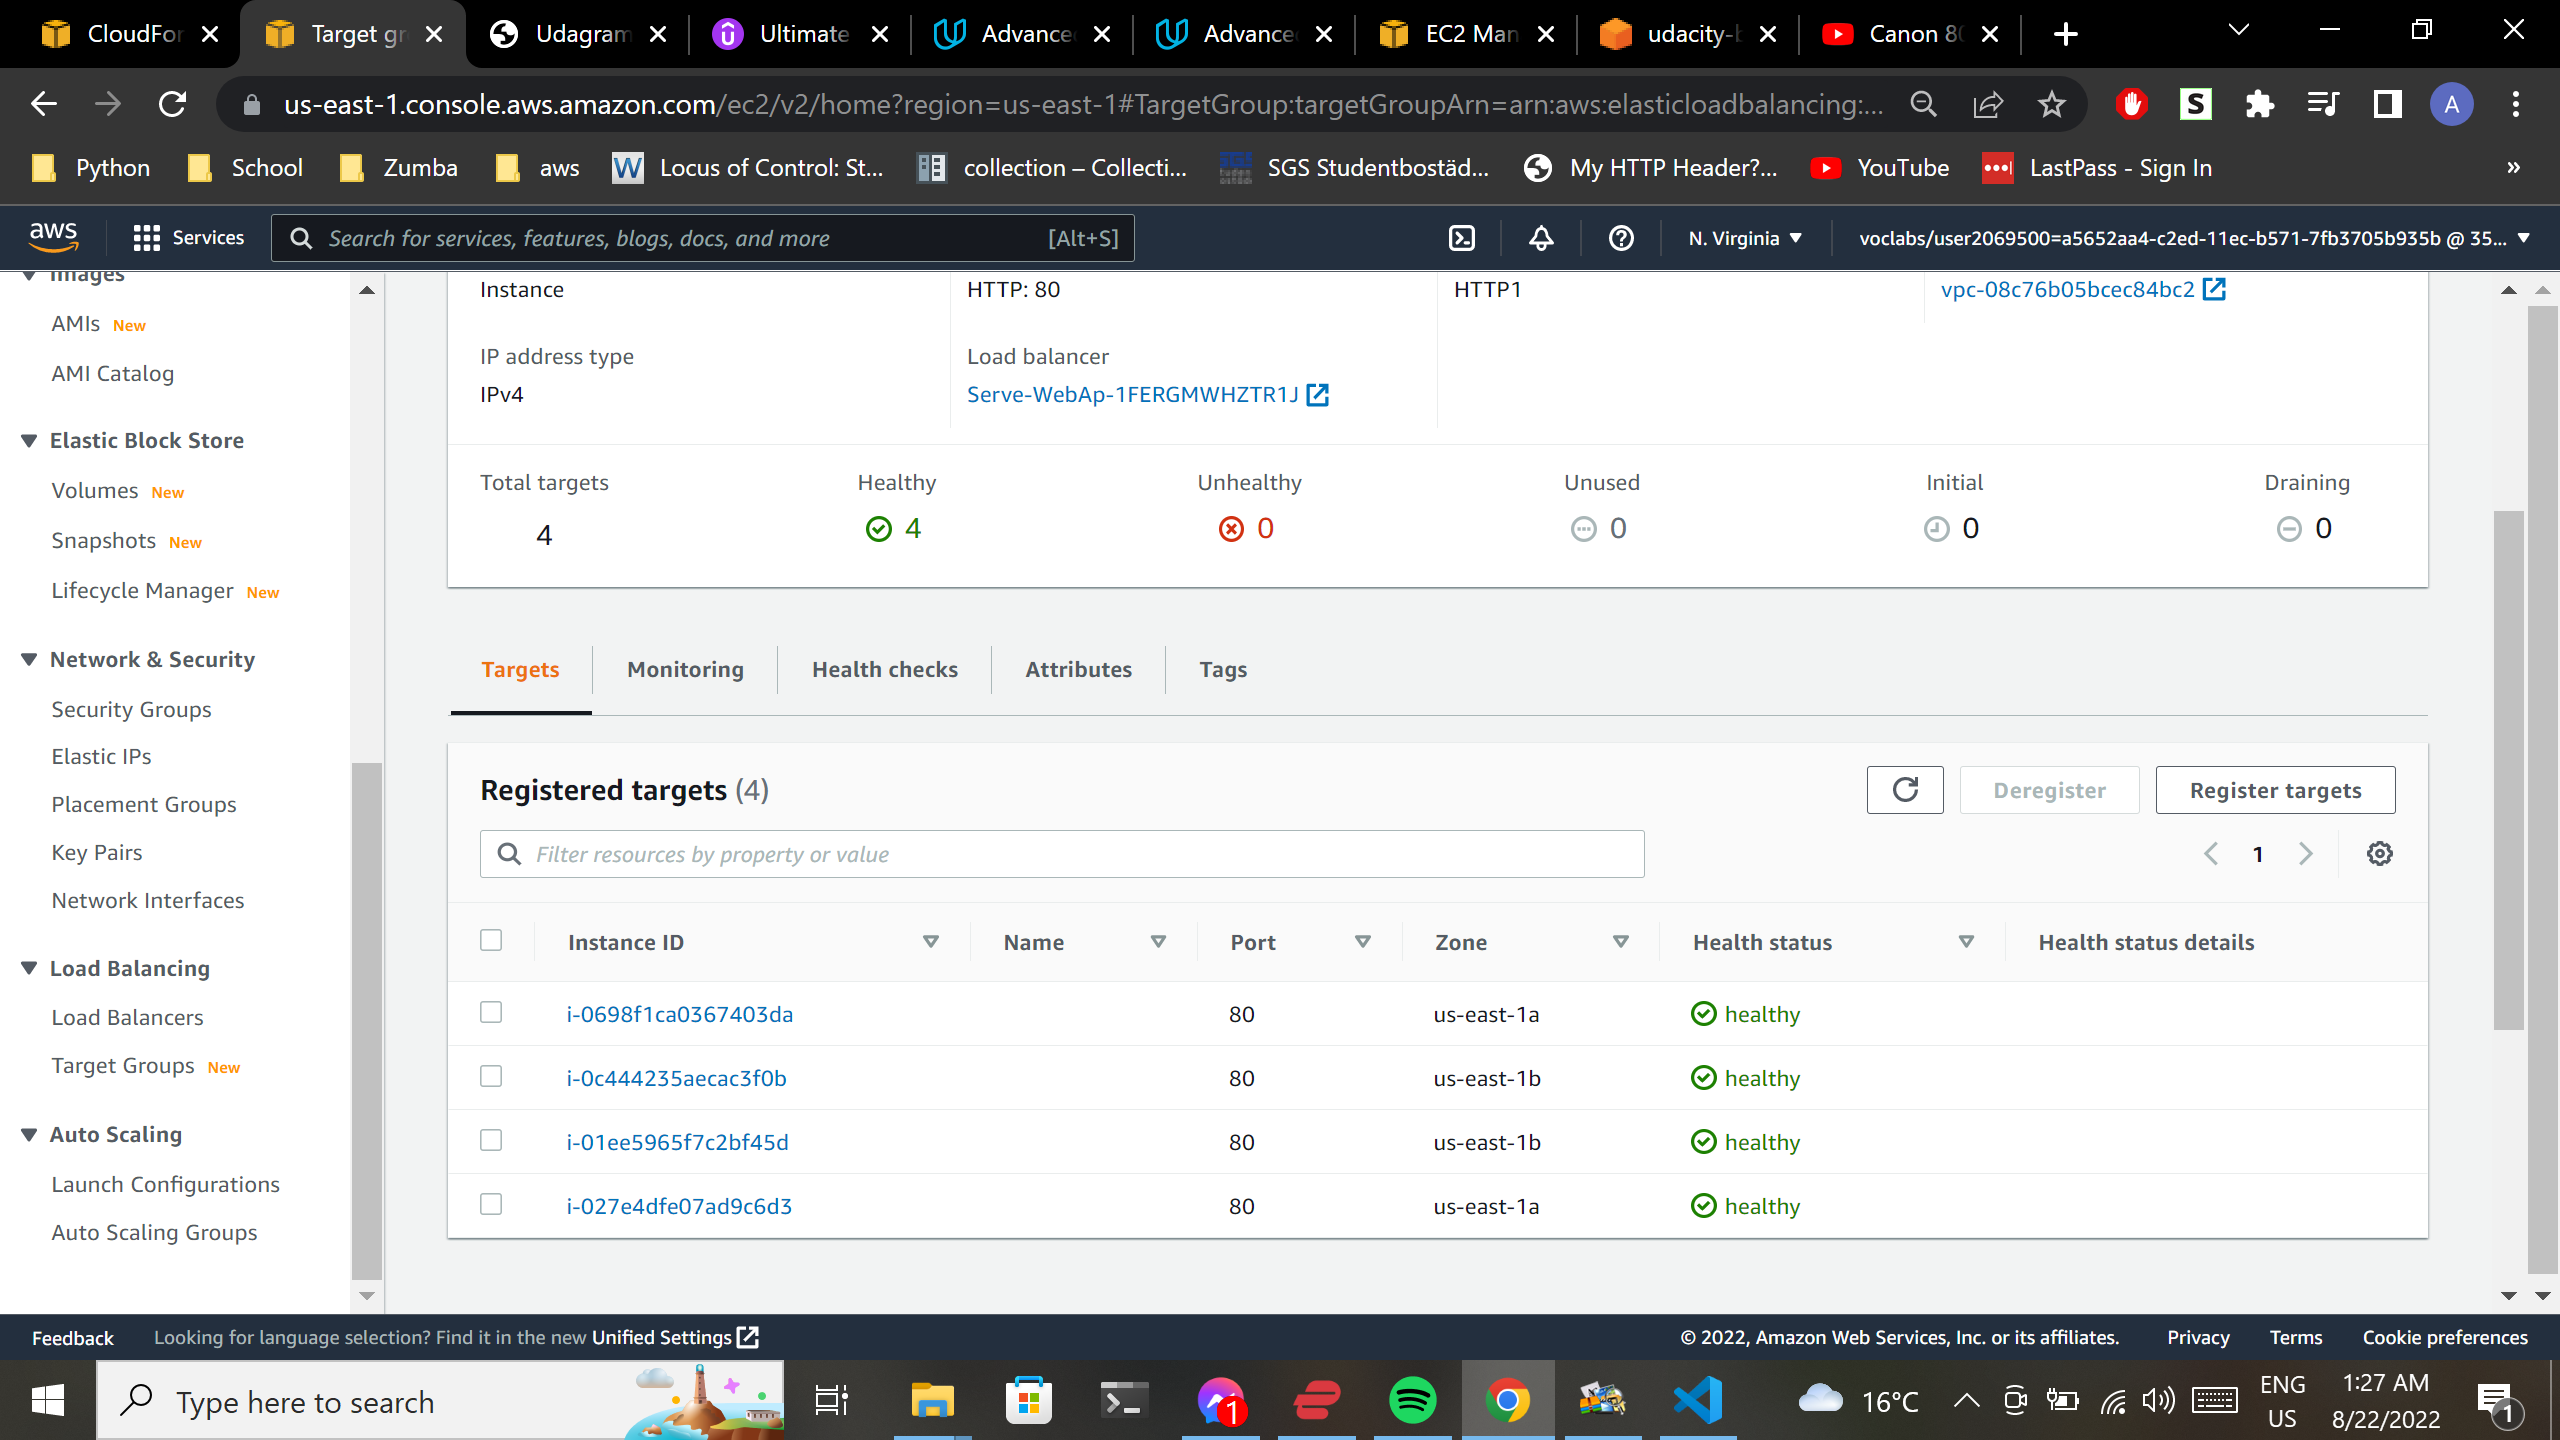 CloudFor
Target gr
Udagram
Ultimate
Advance
Advance
EC2 Man
udacity-b
Canon 80
us-east-1.console.aws.amazon.com/ec2/v2/home?region=us-east-1#TargetGroup:targetGroupArn=arn:aws:elasticloadbalancing:...
S
A
Python
School
Zumba
aws
W Locus of Control: St...
collection – Collecti...
SGS Studentbostäd...
My HTTP Header?...
YouTube
LastPass - Sign In
»
aws
Services
Search for services, features, blogs, docs, and more [Alt+S]
N. Virginia
voclabs/user2069500=a5652aa4-c2ed-11ec-b571-7fb3705b935b @ 35...
Images
AMIs New
AMI Catalog
Elastic Block Store
Volumes New
Snapshots New
Lifecycle Manager New
Network & Security
Security Groups
Elastic IPs
Placement Groups
Key Pairs
Network Interfaces
Load Balancing
Load Balancers
Target Groups New
Auto Scaling
Launch Configurations
Auto Scaling Groups
Instance
HTTP: 80
HTTP1
vpc-08c76b05bcec84bc2
IP address type
Load balancer
IPv4
Serve-WebAp-1FERGMWHZTR1J
Total targets
Healthy
Unhealthy
Unused
Initial
Draining
4
4
0
0
0
0
Targets
Monitoring
Health checks
Attributes
Tags
Registered targets (4)
Deregister
Register targets
Filter resources by property or value
1
Instance ID Name Port Zone Health status Health status details
i-0698f1ca0367403da 80 us-east-1a healthy
i-0c444235aecac3f0b 80 us-east-1b healthy
i-01ee5965f7c2bf45d 80 us-east-1b healthy
i-027e4dfe07ad9c6d3 80 us-east-1a healthy
Feedback
Looking for language selection? Find it in the new Unified Settings
© 2022, Amazon Web Services, Inc. or its affiliates.
Privacy
Terms
Cookie preferences
Type here to search
1
16°C
ENG
US
1:27 AM
8/22/2022
1